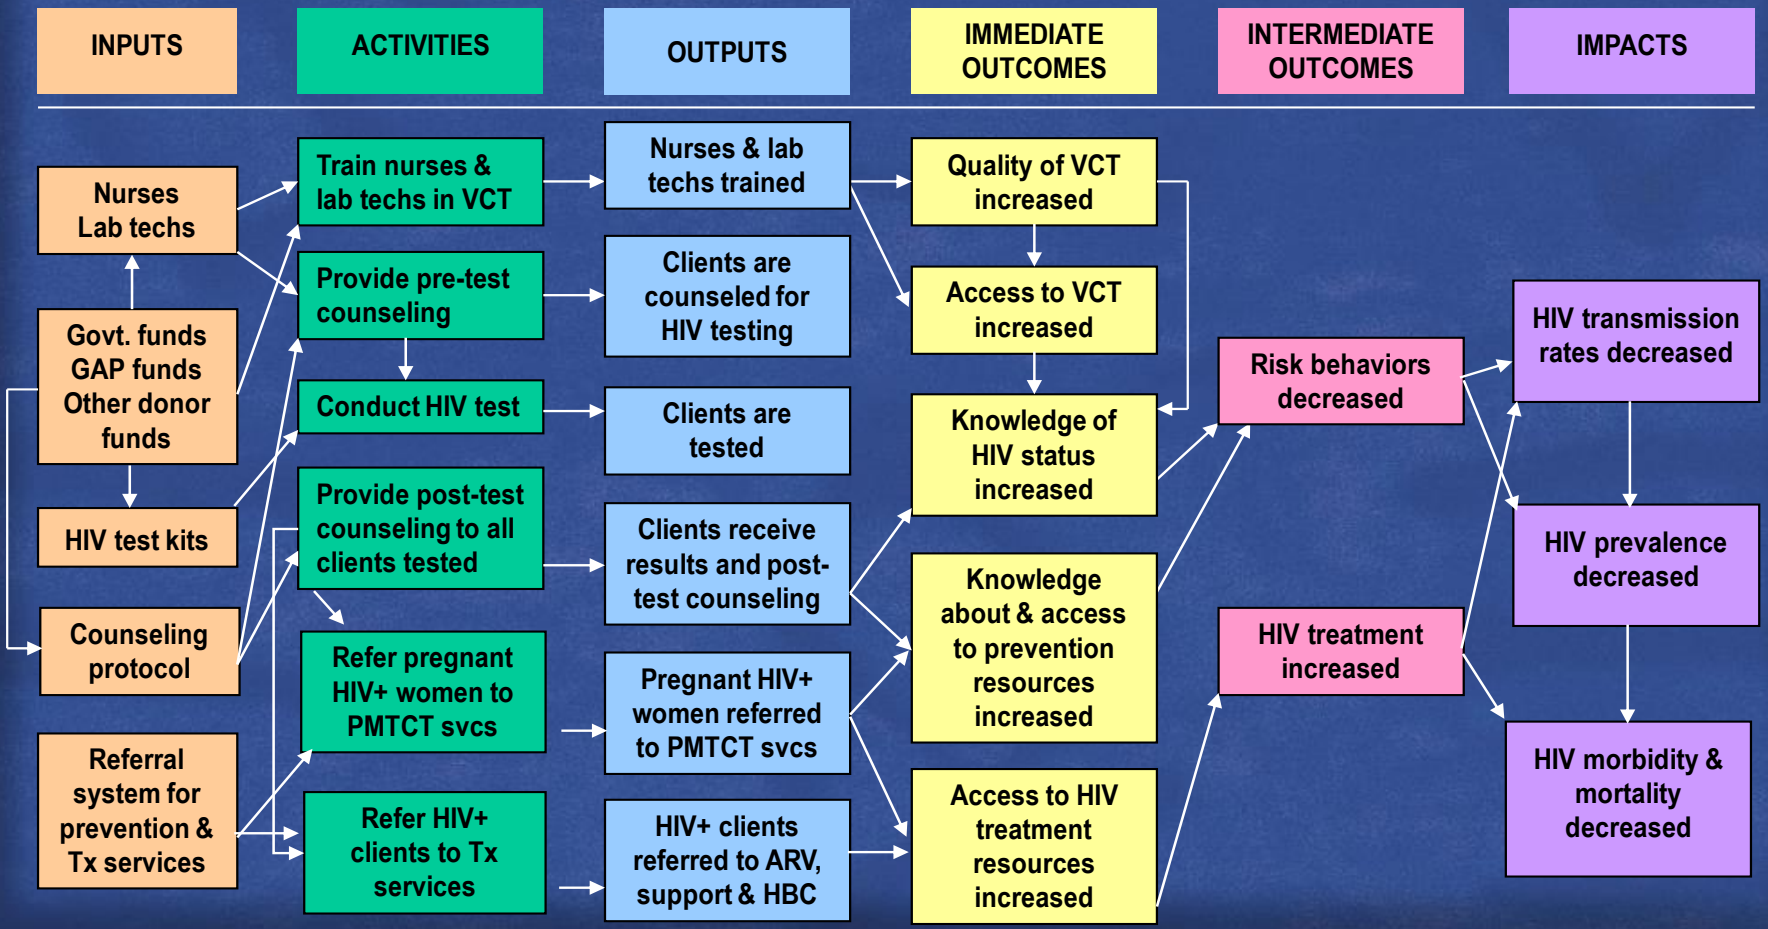 INPUTS
ACTIVITIES
OUTPUTS
IMMEDIATE
OUTCOMES
INTERMEDIATE
OUTCOMES
IMPACTS
Nurses
Lab techs
Govt. funds
GAP funds
Other donor
funds
HIV test kits
Counseling
protocol
Referral
system for
prevention &
Tx services
Train nurses &
lab techs in VCT
Provide pre-test
counseling
Conduct HIV test
Provide post-test
counseling to all
clients tested
Refer pregnant
HIV+ women to
PMTCT svcs
Refer HIV+
clients to Tx
services
Nurses & lab
techs trained
Clients are
counseled for
HIV testing
Clients are
tested
Clients receive
results and post-
test counseling
Pregnant HIV+
women referred
to PMTCT svcs
HIV+ clients
referred to ARV,
support & HBC
Quality of VCT
increased
Access to VCT
increased
Knowledge of
HIV status
increased
Knowledge
about & access
to prevention
resources
increased
Access to HIV
treatment
resources
increased
Risk behaviors
decreased
HIV treatment
increased
HIV transmission
rates decreased
HIV prevalence
decreased
HIV morbidity &
mortality
decreased